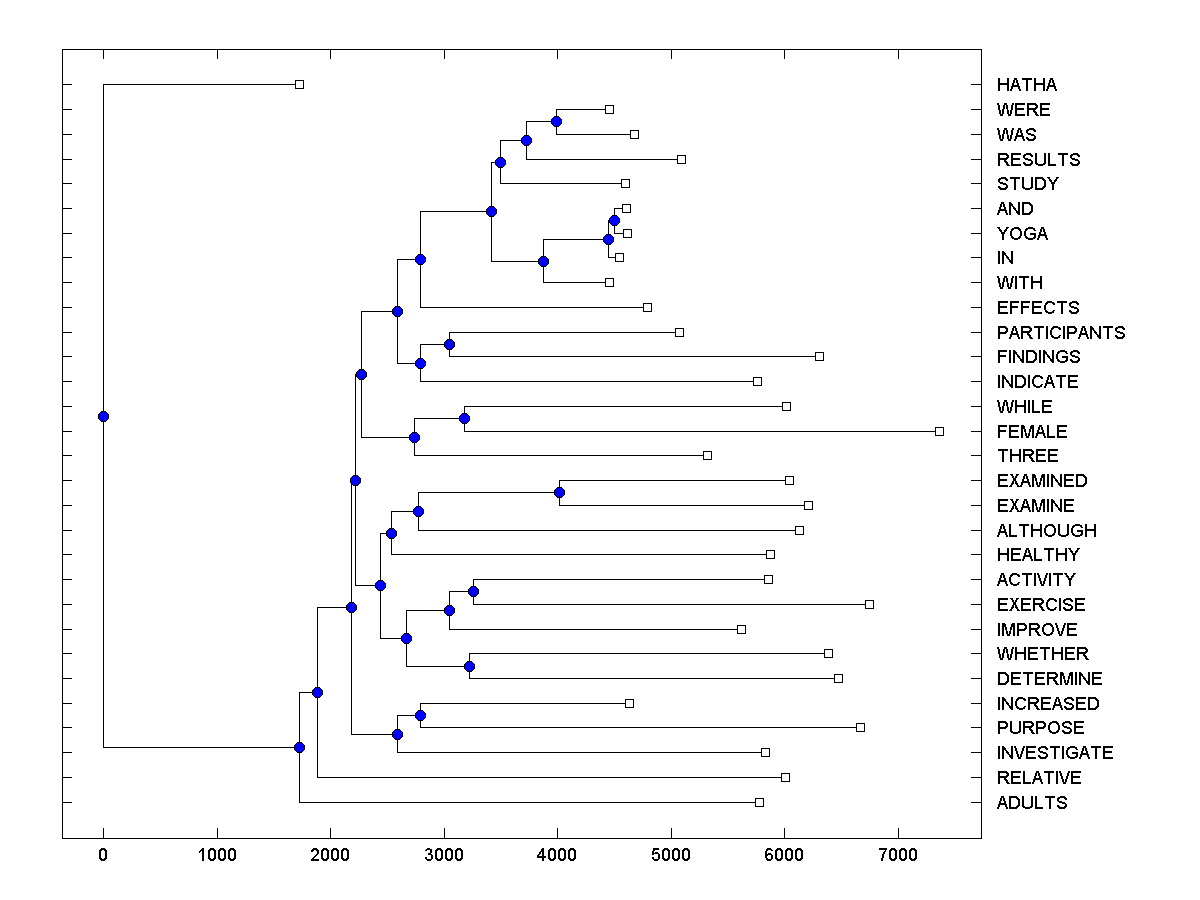 HATHA
WERE
WAS
RESULTS
STUDY
AND
YOGA
IN
WITH
EFFECTS
PARTICIPANTS
FINDINGS
INDICATE
WHILE
FEMALE
THREE
EXAMINED
EXAMINE
ALTHOUGH
HEALTHY
ACTIVITY
EXERCISE
IMPROVE
WHETHER
DETERMINE
INCREASED
PURPOSE
INVESTIGATE
RELATIVE
ADULTS
0 1000 2000 3000 4000 5000 6000 7000